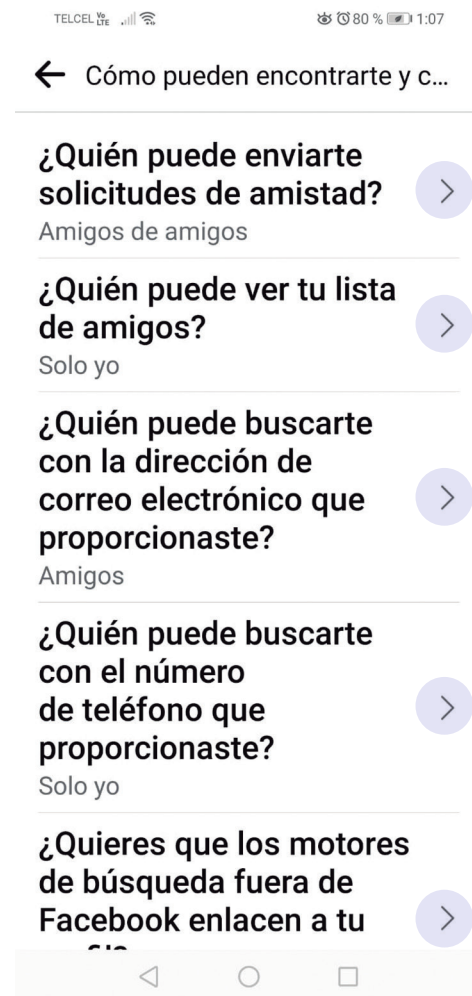 TELCEL Vo LTE 80 % 1:07
Cómo pueden encontrarte y c...
¿Quién puede enviarte
solicitudes de amistad?
Amigos de amigos
¿Quién puede ver tu lista
de amigos?
Solo yo
¿Quién puede buscarte
con la dirección de
correo electrónico que
proporcionaste?
Amigos
¿Quién puede buscarte
con el número
de teléfono que
proporcionaste?
Solo yo
¿Quieres que los motores
de búsqueda fuera de
Facebook enlacen a tu